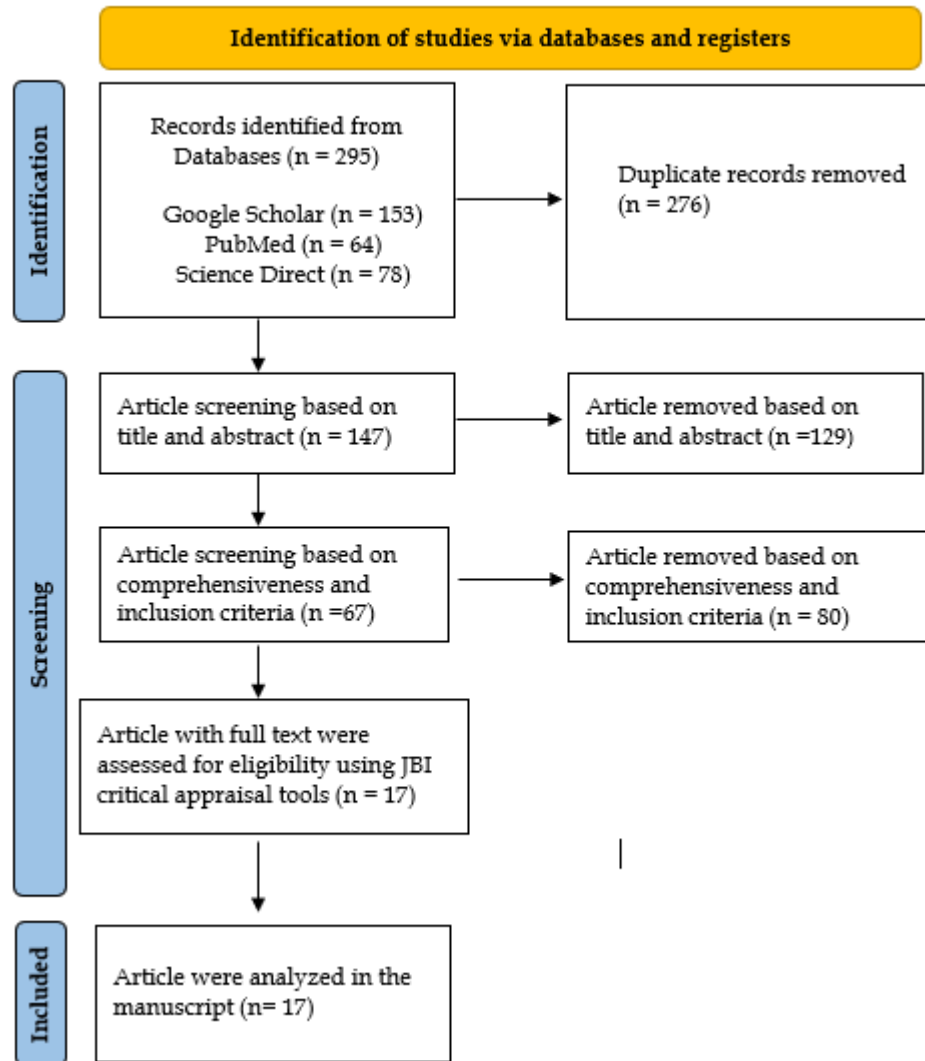 Identification of studies via databases and registers
Identification
Records identified from
Databases (n = 295)
Google Scholar (n = 153)
PubMed (n = 64)
Science Direct (n = 78)
Duplicate records removed
(n = 276)
Screening
Article screening based on
title and abstract (n = 147)
Article removed based on
title and abstract (n =129)
Article screening based on
comprehensiveness and
inclusion criteria (n =67)
Article removed based on
comprehensiveness and
inclusion criteria (n = 80)
Article with full text were
assessed for eligibility using JBI
critical appraisal tools (n = 17)
Included
Article were analyzed in the
manuscript (n= 17)